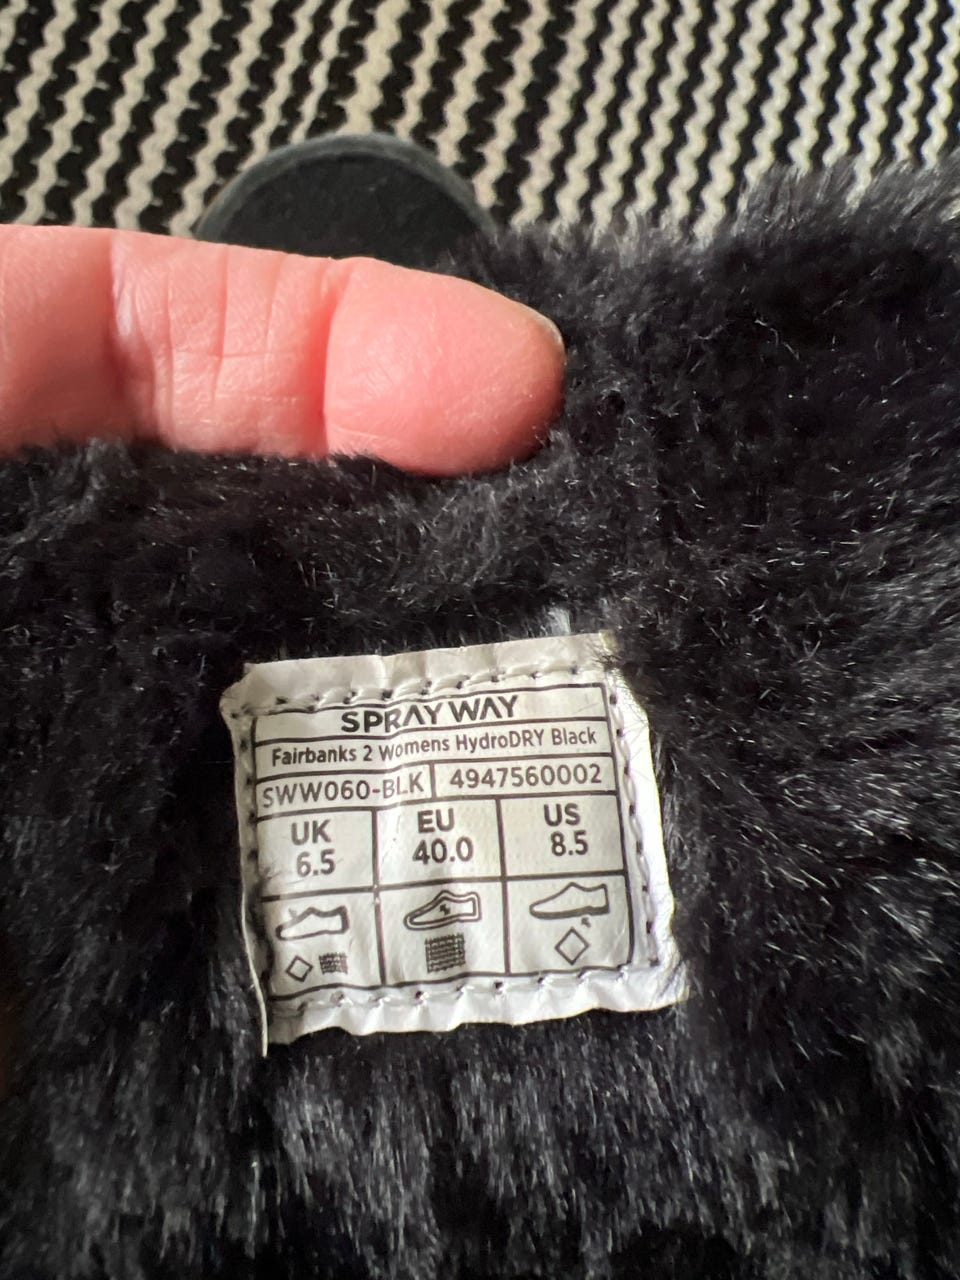 SPRAYWAY
Fairbanks 2 Womens HydroDRY Black
SWW060-BLK 4947560002
UK EU US
6.5 40.0 8.5